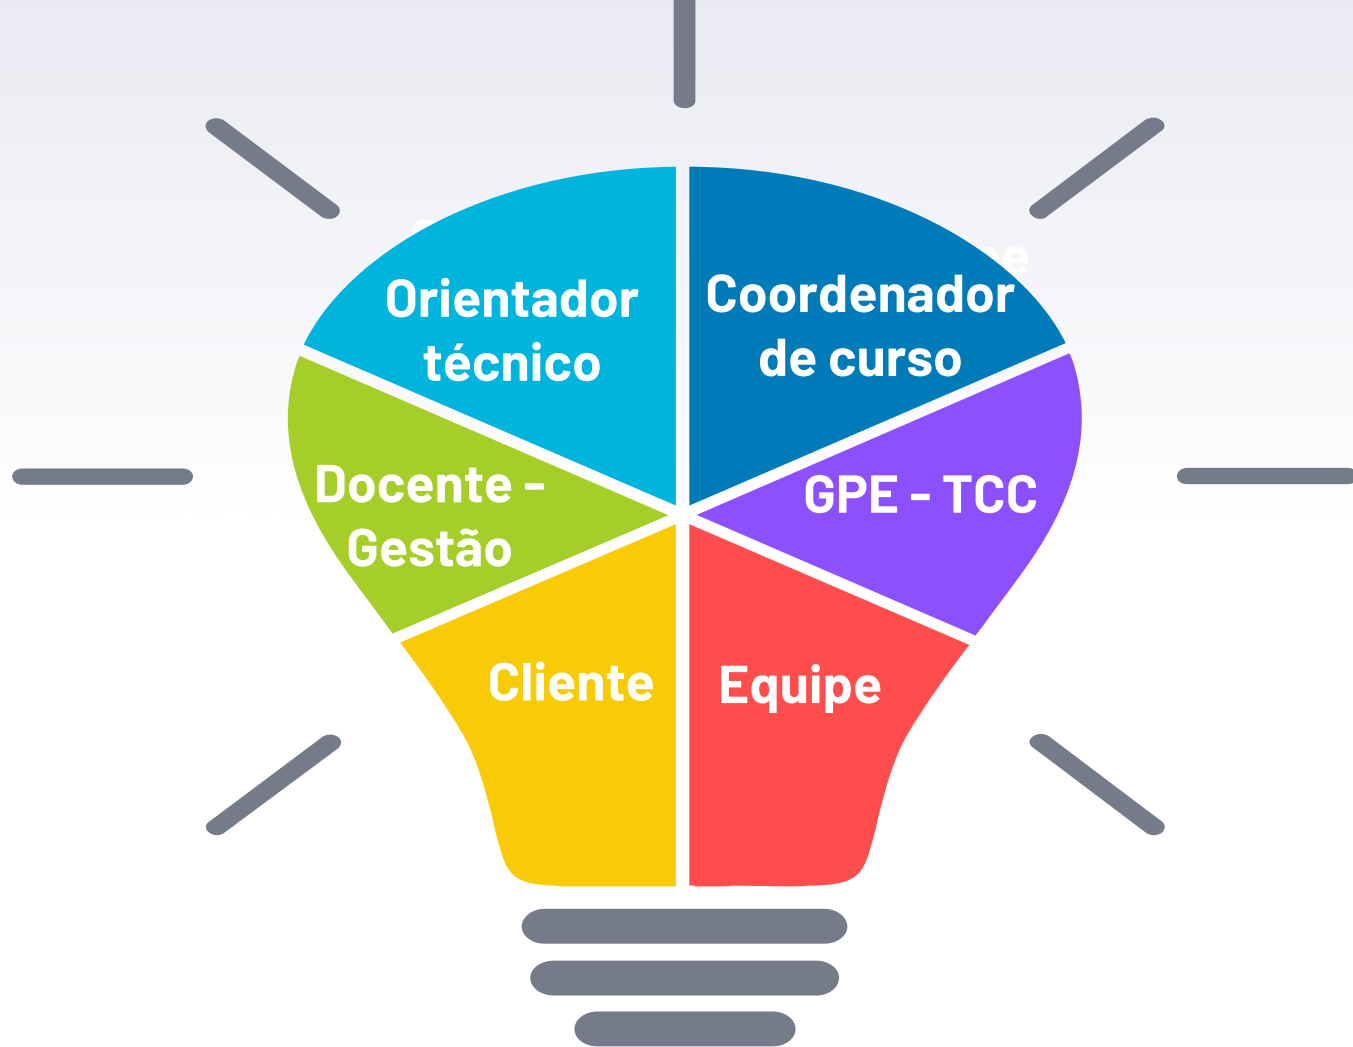 Orientador
técnico
Coordenador
de curso
Docente -
Gestão
GPE - TCC
Cliente
Equipe